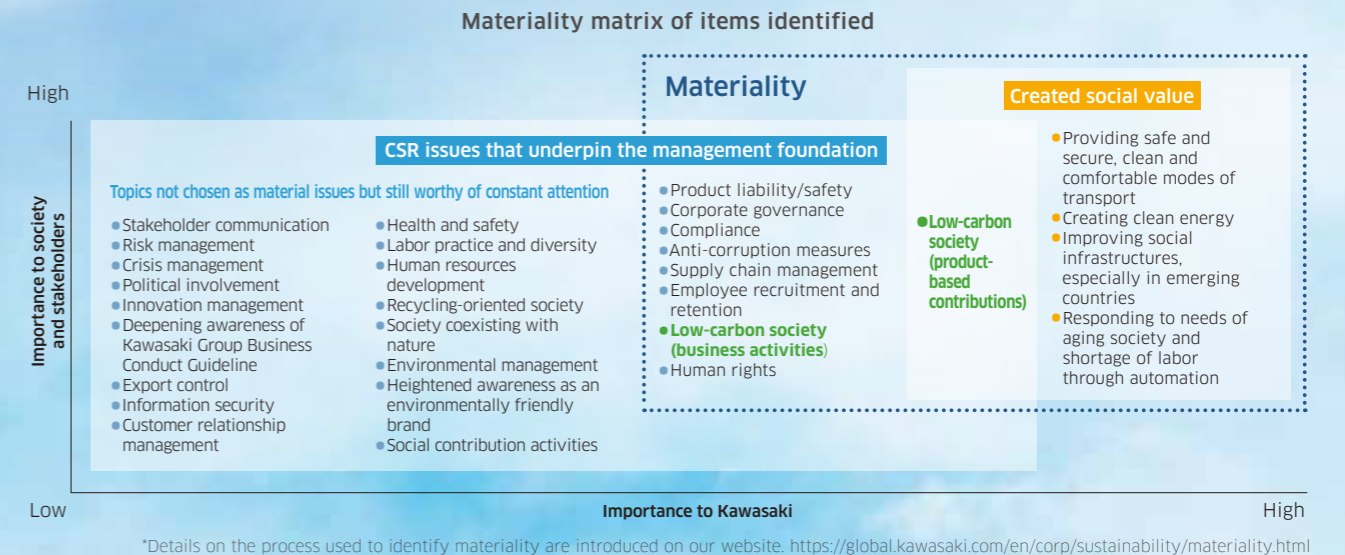 Materiality matrix of items identified
High
Importance to society
and stakeholders
Materiality
Created social value
CSR issues that underpin the management foundation
Topics not chosen as material issues but still worthy of constant attention
●Stakeholder communication
●Risk management
●Crisis management
●Political involvement
●Innovation management
●Deepening awareness of
Kawasaki Group Business
Conduct Guideline
●Export control
●Information security
●Customer relationship
management
●Health and safety
●Labor practice and diversity
●Human resources
development
●Recycling-oriented society
●Society coexisting with
nature
●Environmental management
●Heightened awareness as an
environmentally friendly
brand
●Social contribution activities
●Product liability/safety
●Corporate governance
●Compliance
●Anti-corruption measures
●Supply chain management
●Employee recruitment and
retention
●Low-carbon society
(business activities)
●Human rights
●Low-carbon
society
(product-
based
contributions)
●Providing safe and
secure, clean and
comfortable modes of
transport
●Creating clean energy
●Improving social
infrastructures,
especially in emerging
countries
●Responding to needs of
aging society and
shortage of labor
through automation
Low
Importance to Kawasaki
High
*Details on the process used to identify materiality are introduced on our website. https://global.kawasaki.com/en/corp/sustainability/materiality.html